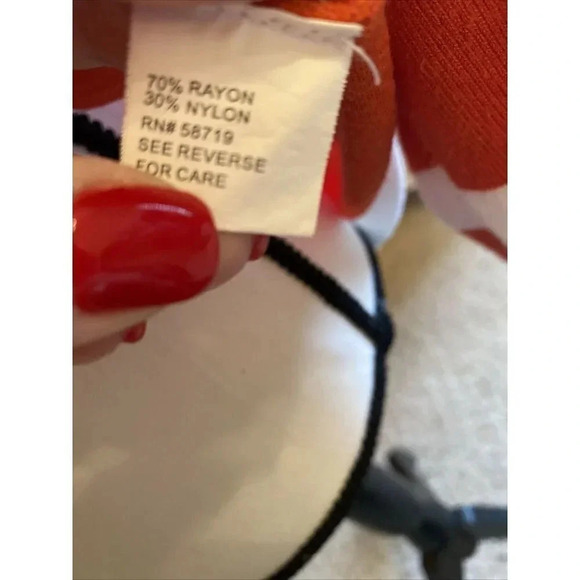 70% RAYON
30% NYLON
RN# 58719
SEE REVERSE
FOR CARE